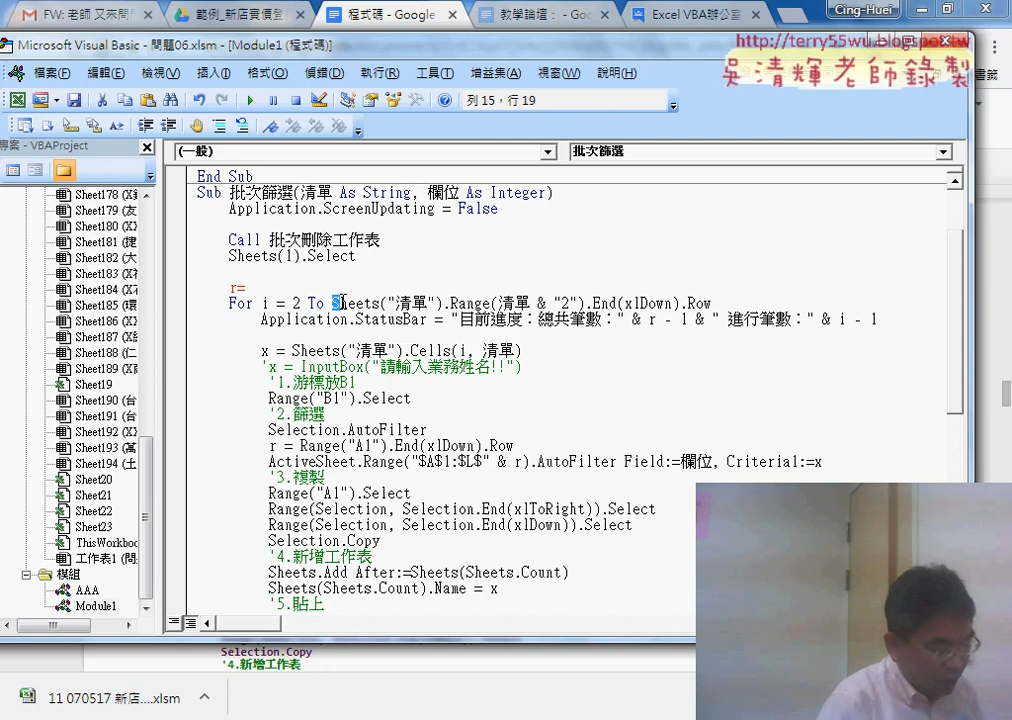 FW: 老師 又來問
範例_新店實價登
程式碼 - Google
教學論壇： - Goo
Excel VBA辦公室
Cing-Huei
Microsoft Visual Basic - 問題06.xlsm - [Module1 (程式碼)]
http://terry55wu.blogspot.tw
吳清輝老師錄製
檔案(F) 編輯(E) 檢視(V) 插入(I) 格式(O) 偵錯(D) 執行(R) 工具(T) 增益集(A) 視窗(W) 說明(H)
書籤
列 15，行 19
專案 - VBAProject
(一般)
批次篩選
Sheet178 (X
Sheet179 (友
Sheet180 (X
Sheet181 (捷
Sheet182 (大
Sheet183 (
Sheet184 (
Sheet185 (環
Sheet186 (X
Sheet187 (
Sheet188 (仁
Sheet189 (X
Sheet19
Sheet190 (台
Sheet191 (台
Sheet192 (X
Sheet193 (萬
Sheet194 (土
Sheet20
Sheet21
Sheet22
Sheet23
ThisWorkbo
工作表1 (問
模組
AAA
Module1
End Sub
Sub 批次篩選(清單 As String, 欄位 As Integer)
Application.ScreenUpdating = False
Call 批次刪除工作表
Sheets(1).Select
r=
For i = 2 To Sheets("清單").Range(清單 & "2").End(xlDown).Row
Application.StatusBar = "目前進度：總共筆數：" & r - 1 & " 進行筆數：" & i - 1
x = Sheets("清單").Cells(i, 清單)
'x = InputBox("請輸入業務姓名!!")
'1.游標放B1
Range("B1").Select
'2.篩選
Selection.AutoFilter
r = Range("A1").End(xlDown).Row
ActiveSheet.Range("$A$1:$L$" & r).AutoFilter Field:=欄位, Criteria1:=x
'3.複製
Range("A1").Select
Range(Selection, Selection.End(xlToRight)).Select
Range(Selection, Selection.End(xlDown)).Select
Selection.Copy
'4.新增工作表
Sheets.Add After:=Sheets(Sheets.Count)
Sheets(Sheets.Count).Name = x
'5.貼上
Selection.Copy
'4.新增工作表
11 070517 新店....xlsm